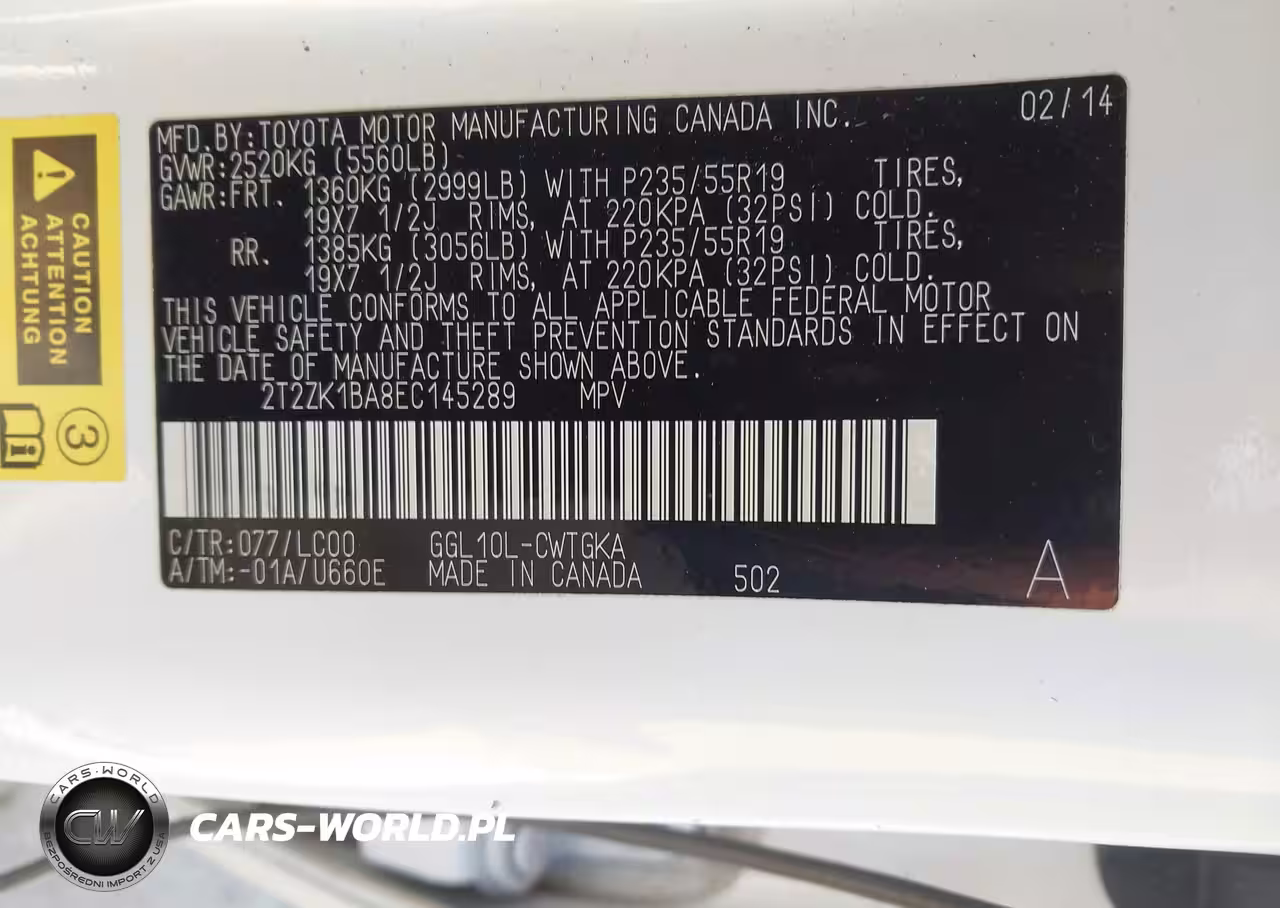 MFD.BY:TOYOTA MOTOR MANUFACTURING CANADA INC. 02/14
GVWR:2520KG (5560LB)
GAWR:FRT. 1360KG (2999LB) WITH P235/55R19 TIRES,
19X7 1/2J RIMS, AT 220KPA (32PSI) COLD.
RR. 1385KG (3056LB) WITH P235/55R19 TIRES,
19X7 1/2J RIMS, AT 220KPA (32PSI) COLD.
THIS VEHICLE CONFORMS TO ALL APPLICABLE FEDERAL MOTOR
VEHICLE SAFETY AND THEFT PREVENTION STANDARDS IN EFFECT ON
THE DATE OF MANUFACTURE SHOWN ABOVE.
2T2ZK1BA8EC145289 MPV
C/TR:077/LC00 GGL10L-CWTGKA
A/TM:-01A/U660E MADE IN CANADA 502 A
CAUTION
ATTENTION
ACHTUNG
3
CARS-WORLD
CW
BEZPOŚREDNI IMPORT Z USA
CARS-WORLD.PL